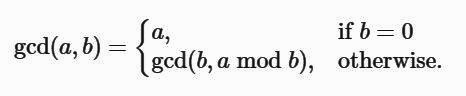 gcd(a, b) = { a, if b = 0
gcd(b, a mod b), otherwise.